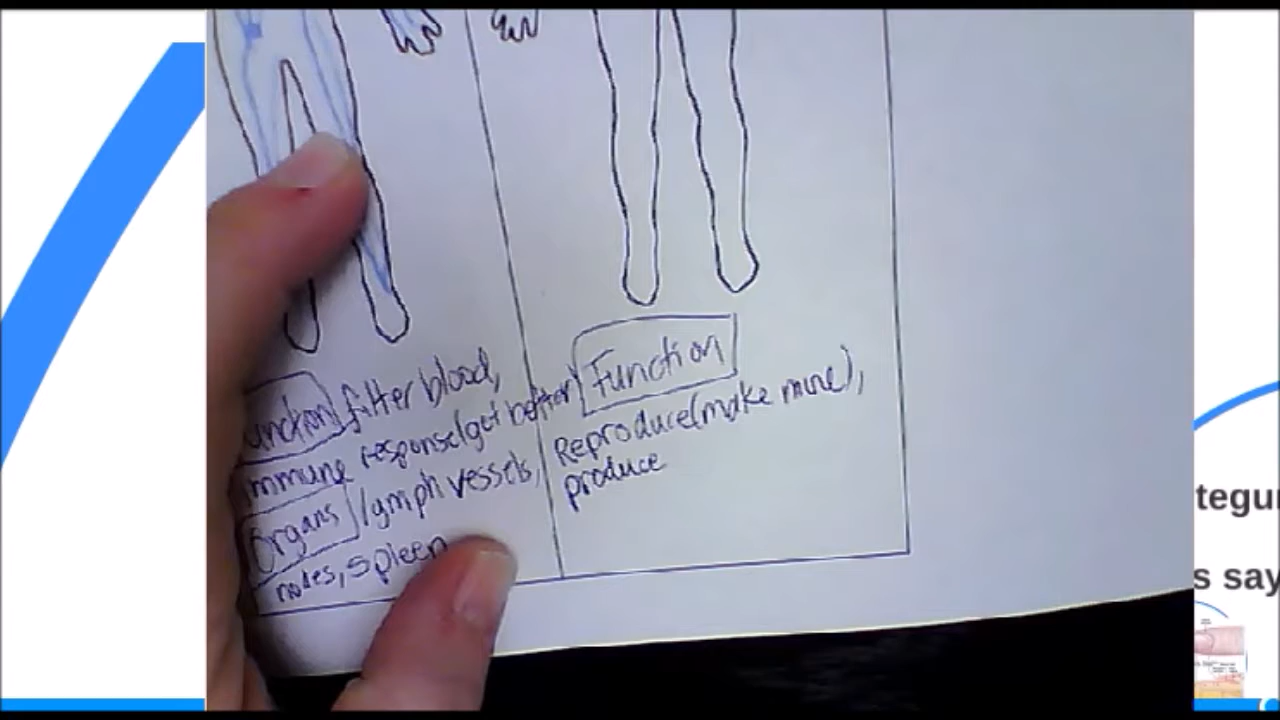 Function filter blood,
immune response(get better)
Organs lymph vessels,
nodes, spleen
Function
Reproduce(make more),
produce
tegu
s say